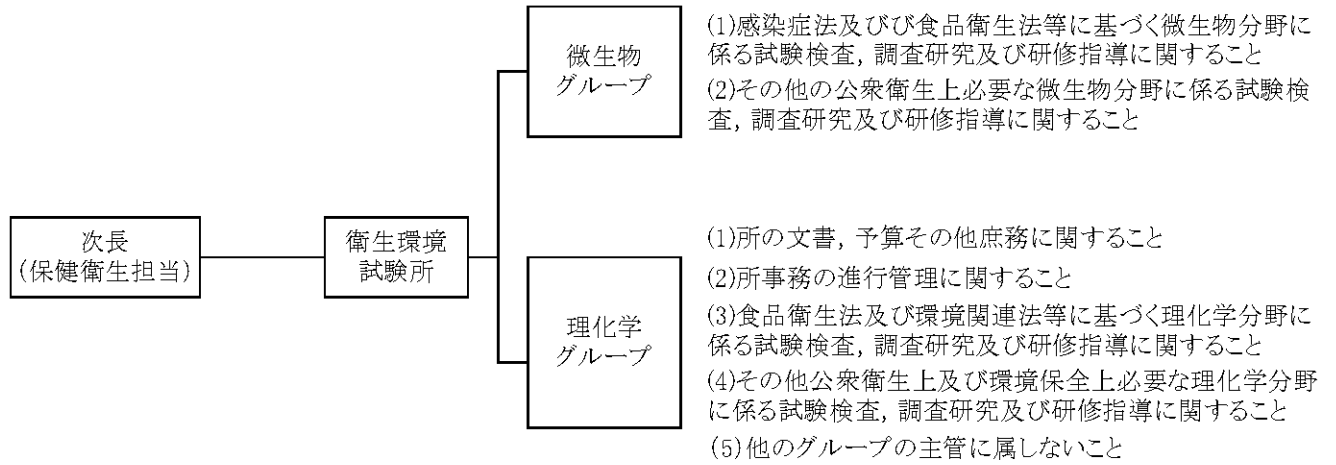 次長
(保健衛生担当)
衛生環境
試験所
微生物
グループ
(1)感染症法及びび食品衛生法等に基づく微生物分野に
係る試験検査, 調査研究及び研修指導に関すること
(2)その他の公衆衛生上必要な微生物分野に係る試験検
査, 調査研究及び研修指導に関すること
理化学
グループ
(1)所の文書, 予算その他庶務に関すること
(2)所事務の進行管理に関すること
(3)食品衛生法及び環境関連法等に基づく理化学分野に
係る試験検査, 調査研究及び研修指導に関すること
(4)その他公衆衛生上及び環境保全上必要な理化学分野
に係る試験検査, 調査研究及び研修指導に関すること
(5)他のグループの主管に属しないこと